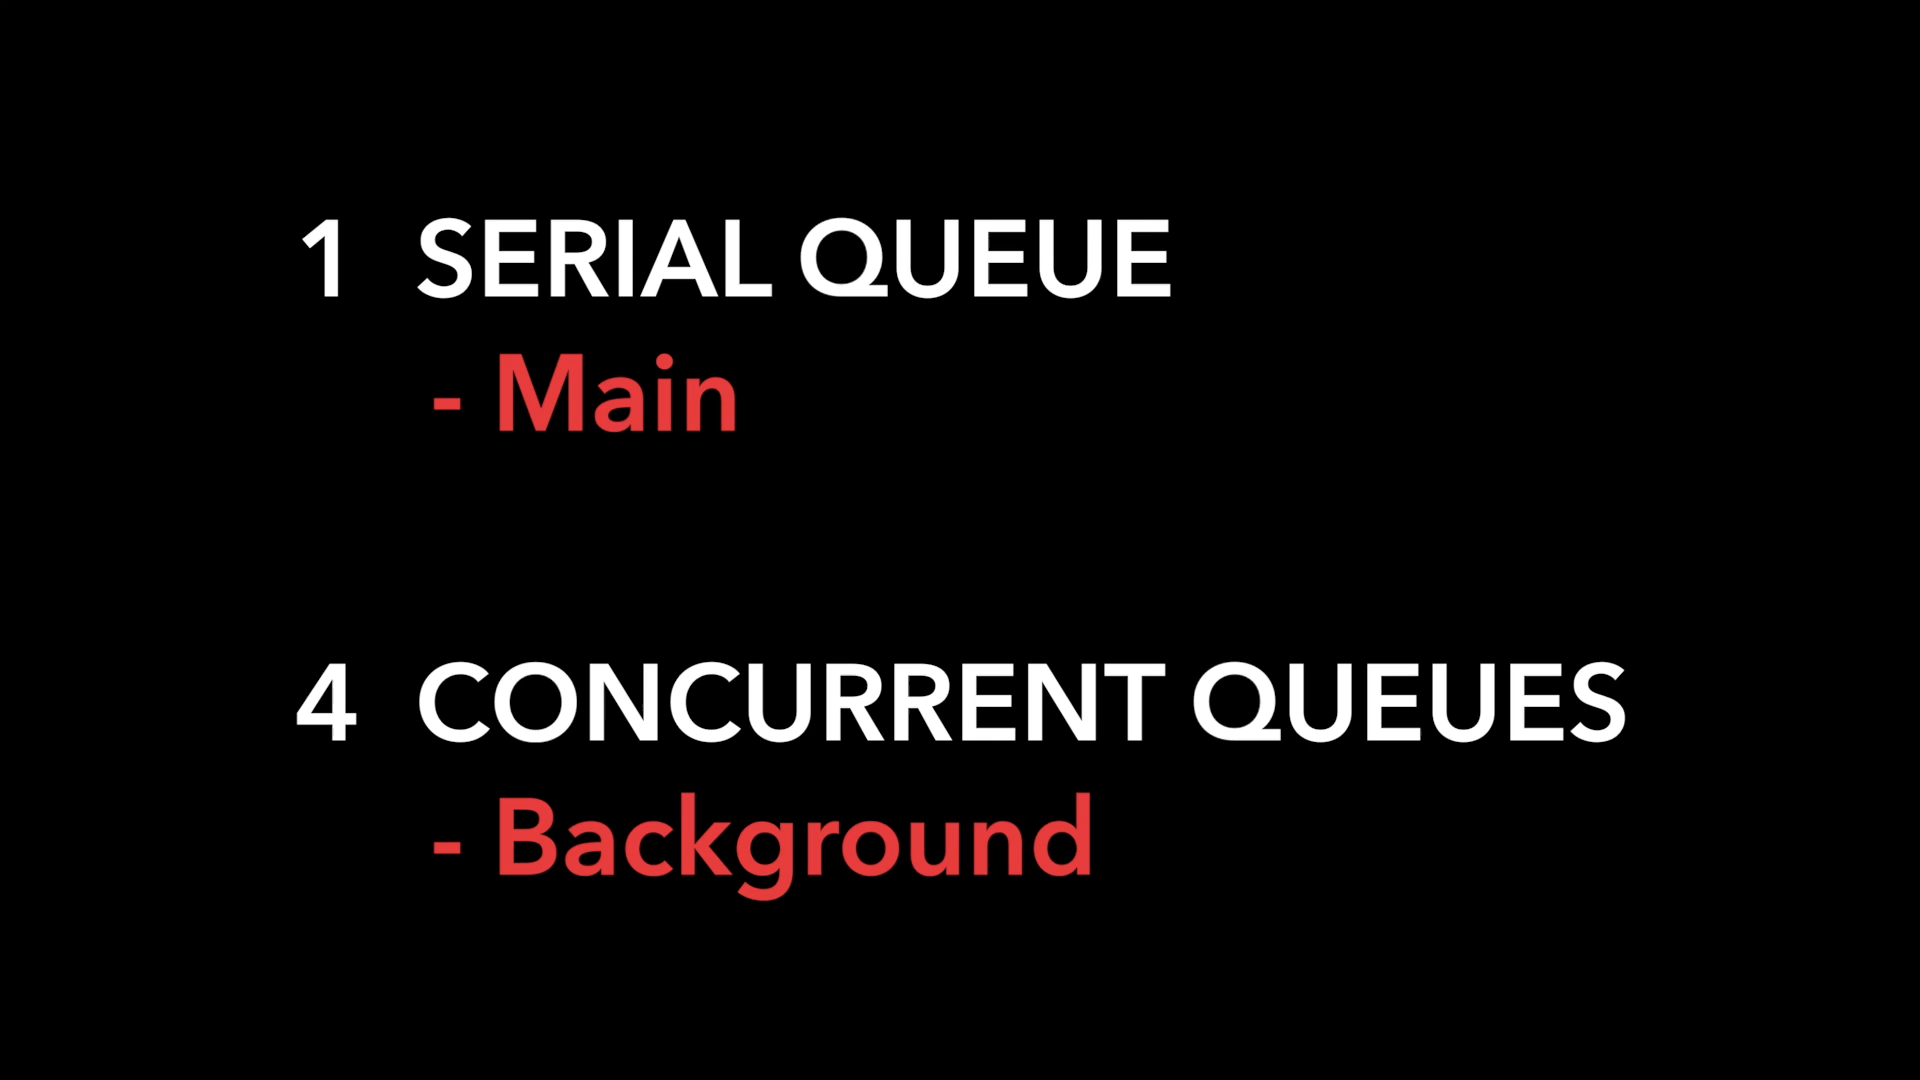 1 SERIAL QUEUE
- Main
4 CONCURRENT QUEUES
- Background